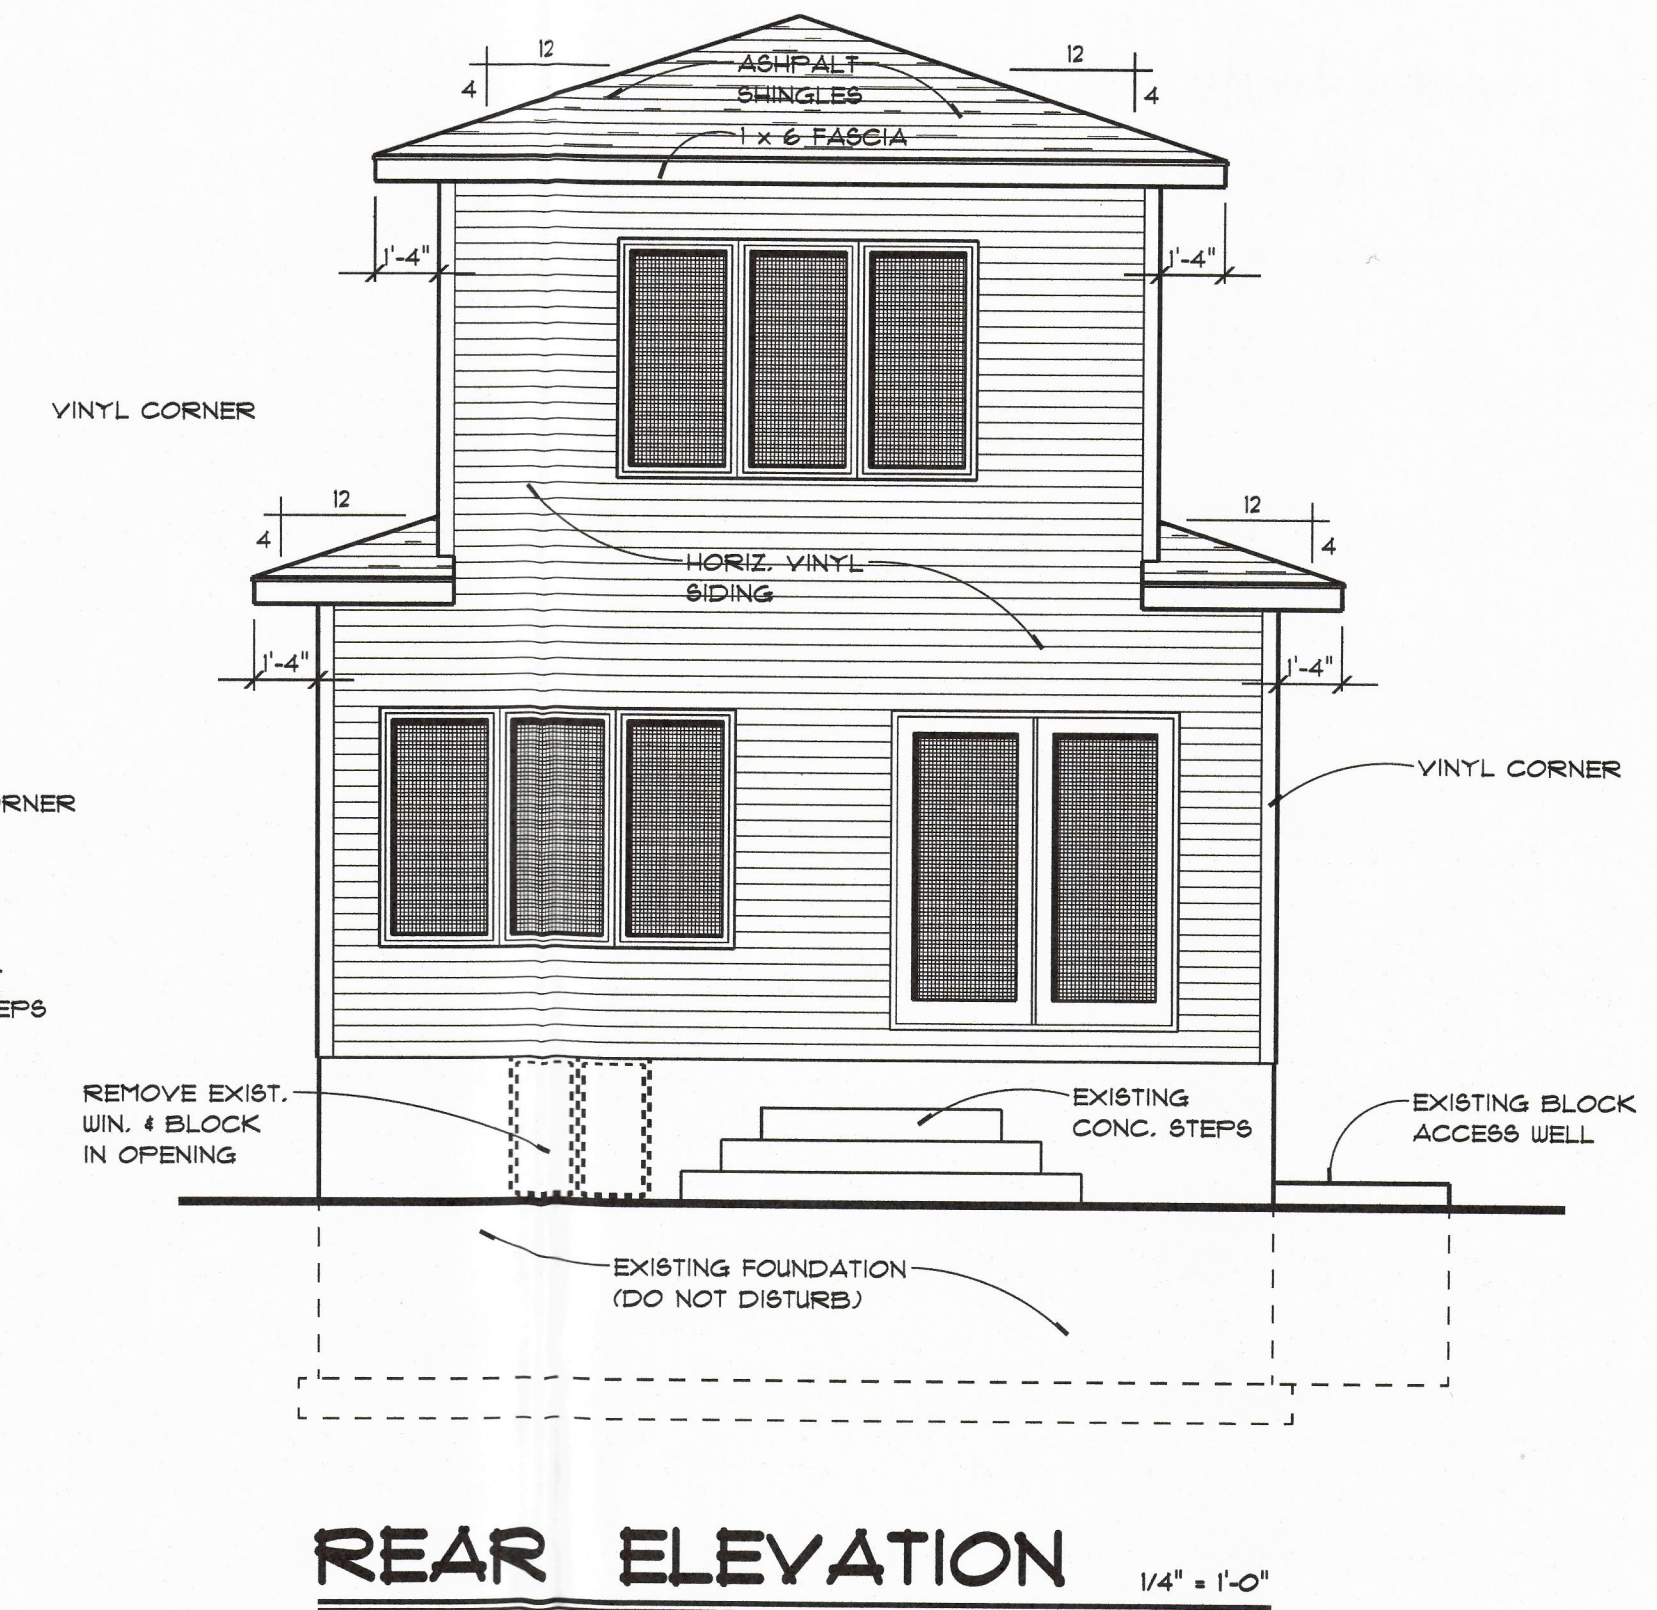 12
12
4
4
ASHPALT
SHINGLES
1 x 6 FASCIA
1'-4"
1'-4"
VINYL CORNER
12
12
4
4
HORIZ. VINYL
SIDING
1'-4"
1'-4"
VINYL CORNER
RNER
EPS
REMOVE EXIST.
WIN. & BLOCK
IN OPENING
EXISTING
CONC. STEPS
EXISTING BLOCK
ACCESS WELL
EXISTING FOUNDATION
(DO NOT DISTURB)
REAR ELEVATION
1/4" = 1'-0"